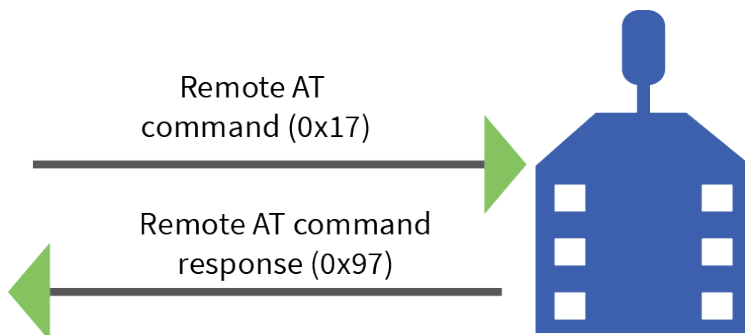 Remote AT
command (0x17)
Remote AT command
response (0x97)